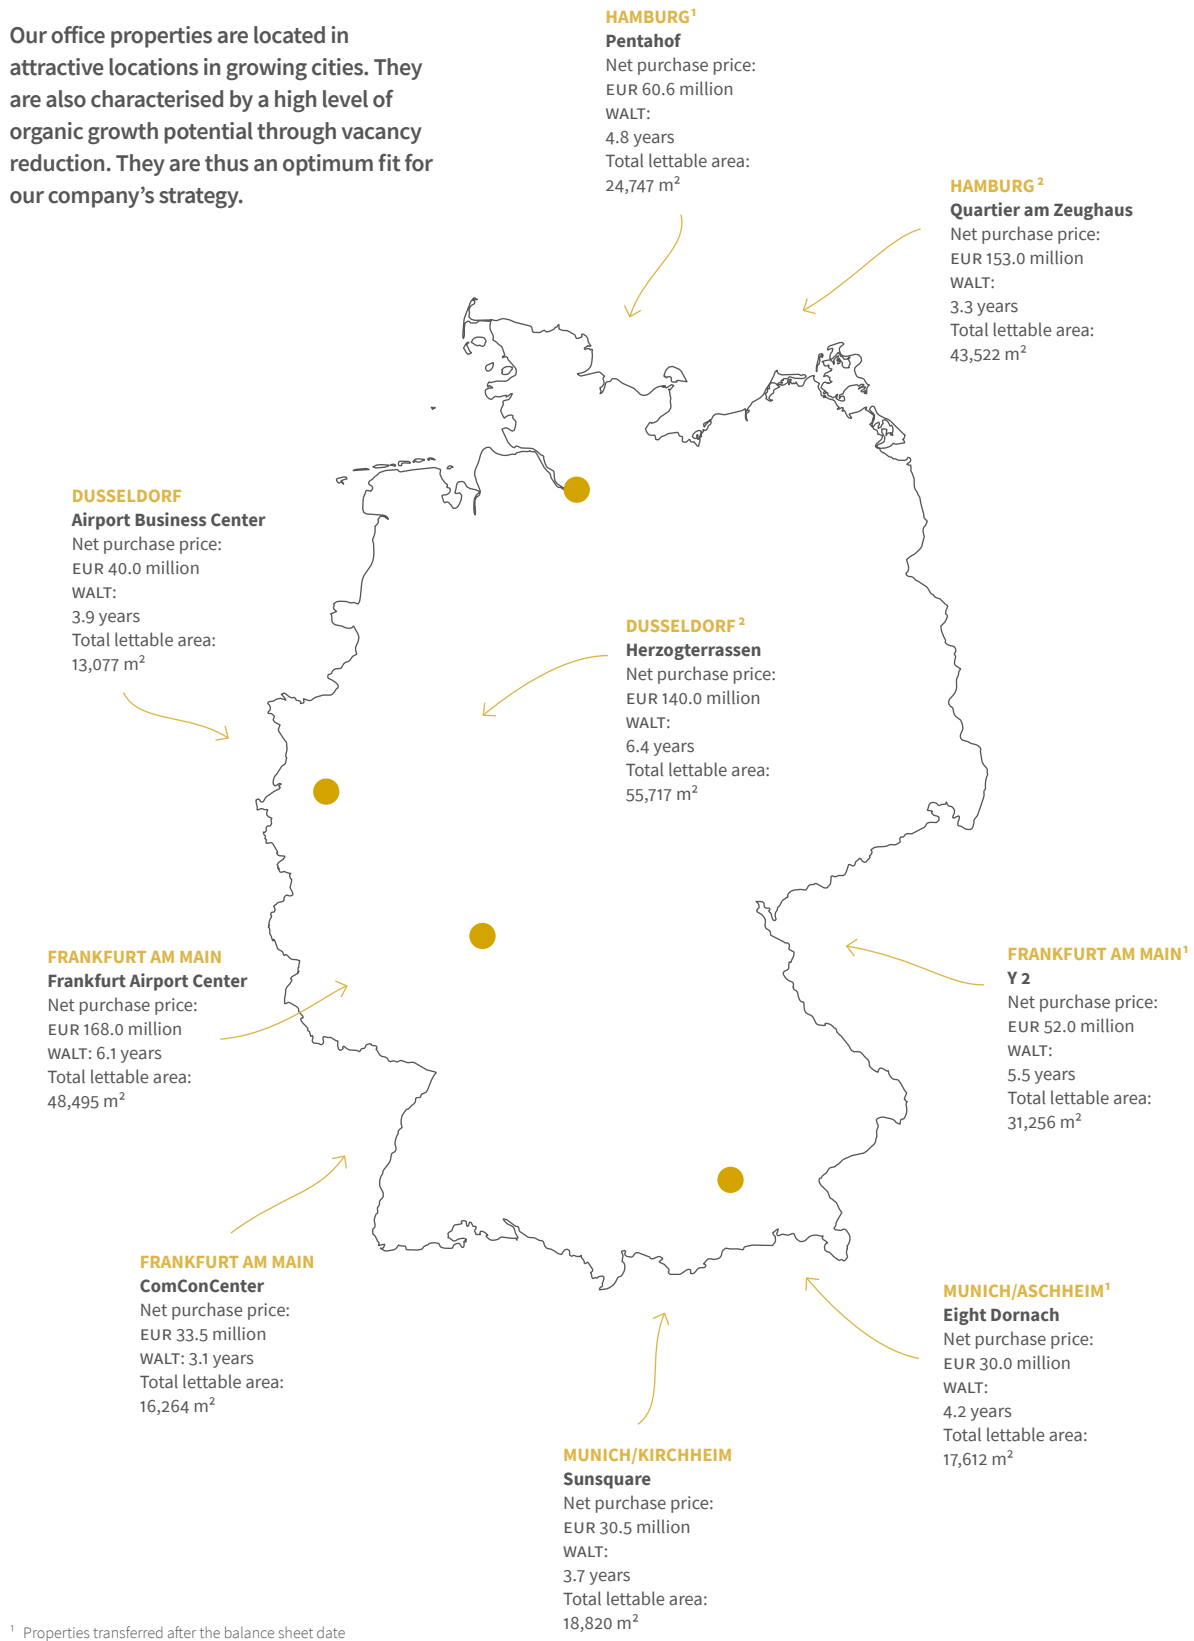 Our office properties are located in
attractive locations in growing cities. They
are also characterised by a high level of
organic growth potential through vacancy
reduction. They are thus an optimum fit for
our company’s strategy.
HAMBURG¹
Pentahof
Net purchase price:
EUR 60.6 million
WALT:
4.8 years
Total lettable area:
24,747 m²
HAMBURG²
Quartier am Zeughaus
Net purchase price:
EUR 153.0 million
WALT:
3.3 years
Total lettable area:
43,522 m²
DUSSELDORF
Airport Business Center
Net purchase price:
EUR 40.0 million
WALT:
3.9 years
Total lettable area:
13,077 m²
DUSSELDORF²
Herzogterrassen
Net purchase price:
EUR 140.0 million
WALT:
6.4 years
Total lettable area:
55,717 m²
FRANKFURT AM MAIN
Frankfurt Airport Center
Net purchase price:
EUR 168.0 million
WALT: 6.1 years
Total lettable area:
48,495 m²
FRANKFURT AM MAIN¹
Y 2
Net purchase price:
EUR 52.0 million
WALT:
5.5 years
Total lettable area:
31,256 m²
FRANKFURT AM MAIN
ComConCenter
Net purchase price:
EUR 33.5 million
WALT: 3.1 years
Total lettable area:
16,264 m²
MUNICH/ASCHHEIM¹
Eight Dornach
Net purchase price:
EUR 30.0 million
WALT:
4.2 years
Total lettable area:
17,612 m²
MUNICH/KIRCHHEIM
Sunsquare
Net purchase price:
EUR 30.5 million
WALT:
3.7 years
Total lettable area:
18,820 m²
¹ Properties transferred after the balance sheet date